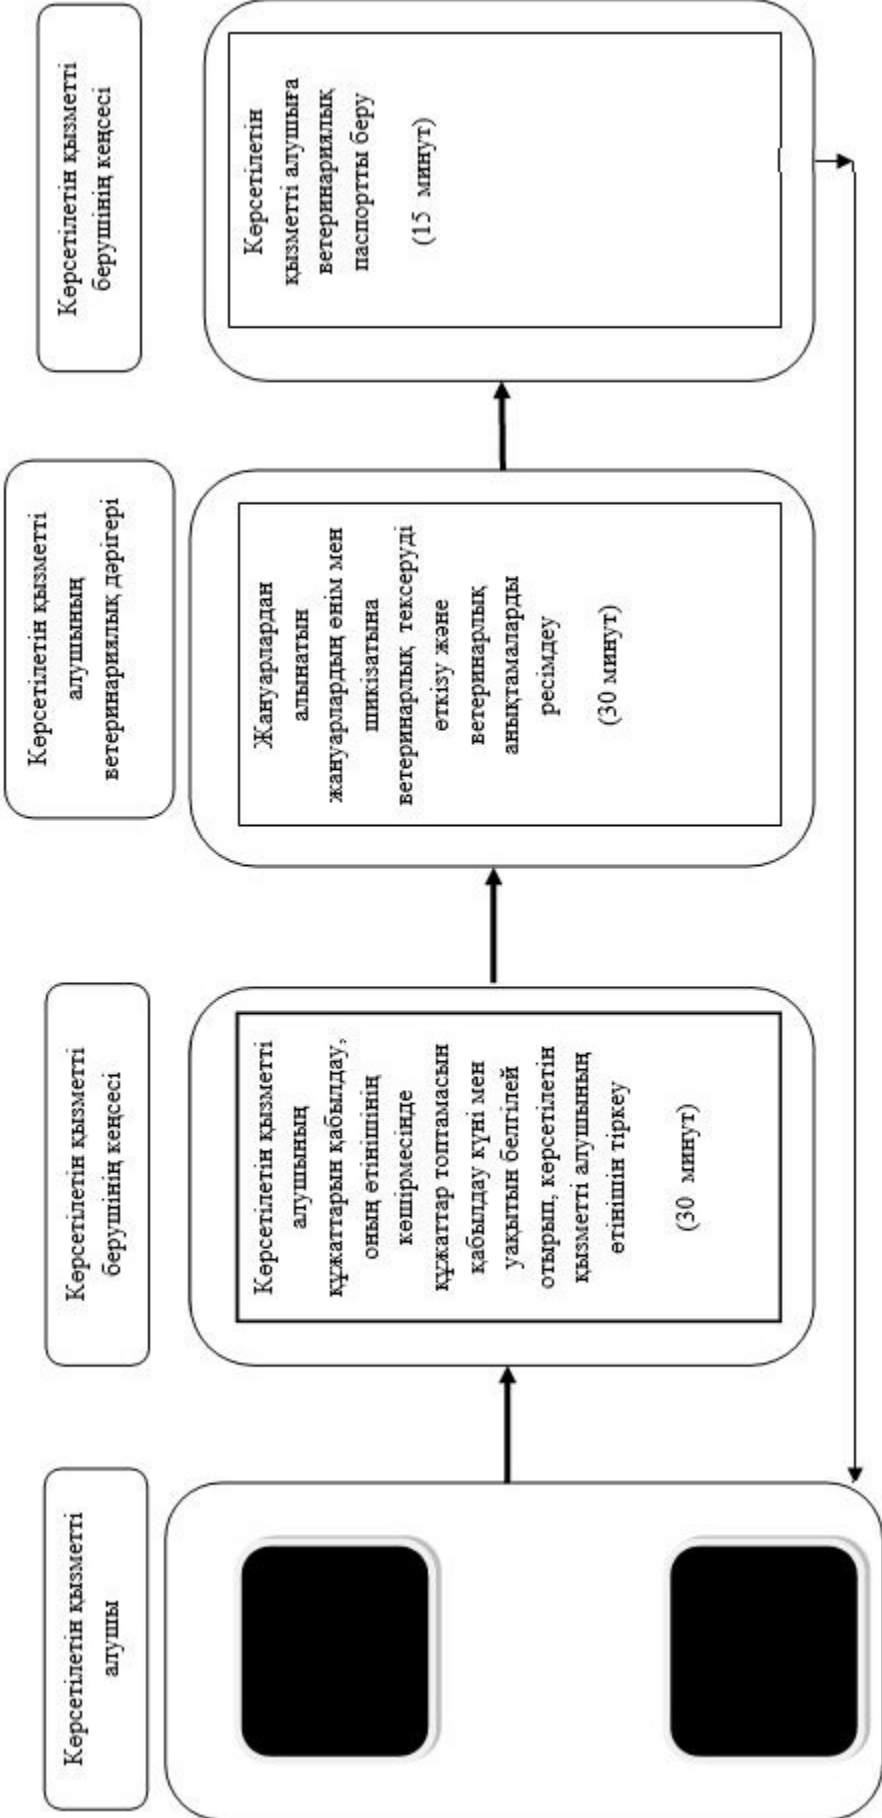 Көрсетілетін қызметті
алушы
Көрсетілетін қызметті
берушінің кеңсесі
Көрсетілетін қызметті
алушының
ветеринариялық дәрігері
Көрсетілетін қызметті
берушінің кеңсесі
Көрсетілетін қызметті
алушының
құжаттарын қабылдау,
оның өтінішінің
көшірмесінде
құжаттар топтамасын
қабылдау күні мен
уақытын белгілей
отырып, көрсетілетін
қызметті алушының
өтінішін тіркеу
(30 минут)
Жануарлардан
алынатын
жануарлардың өнім мен
шикізатына
ветеринарлық тексеруді
өткізу және
ветеринарлық
анықтамаларды
ресімдеу
(30 минут)
Көрсетілетін
қызметті алушыға
ветеринариялық
паспортты беру
(15 минут)